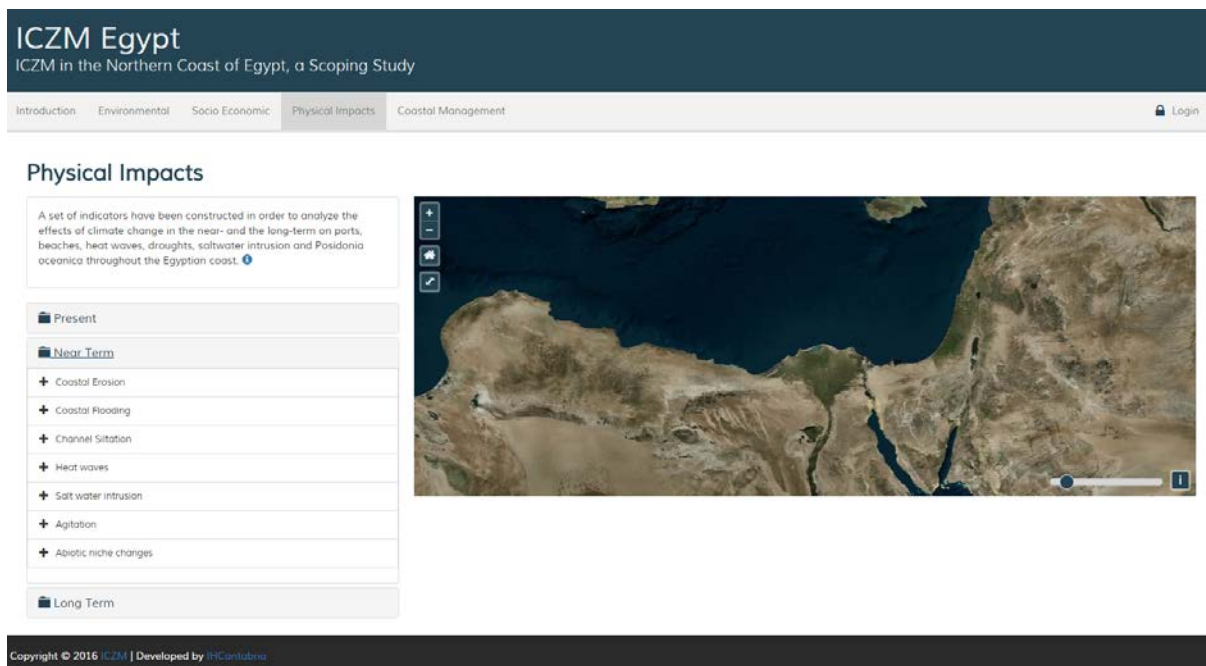 ICZM Egypt
ICZM in the Northern Coast of Egypt, a Scoping Study
Introduction Environmental Socio Economic Physical Impacts Coastal Management Login
Physical Impacts
A set of indicators have been constructed in order to analyze the
effects of climate change in the near- and the long-term on ports,
beaches, heat waves, droughts, saltwater intrusion and Posidonia
oceanica throughout the Egyptian coast.
Present
Near Term
Coastal Erosion
Coastal Flooding
Channel Siltation
Heat waves
Salt water intrusion
Agitation
Abiotic niche changes
Long Term
Copyright © 2016 ICZM | Developed by IHCantabria